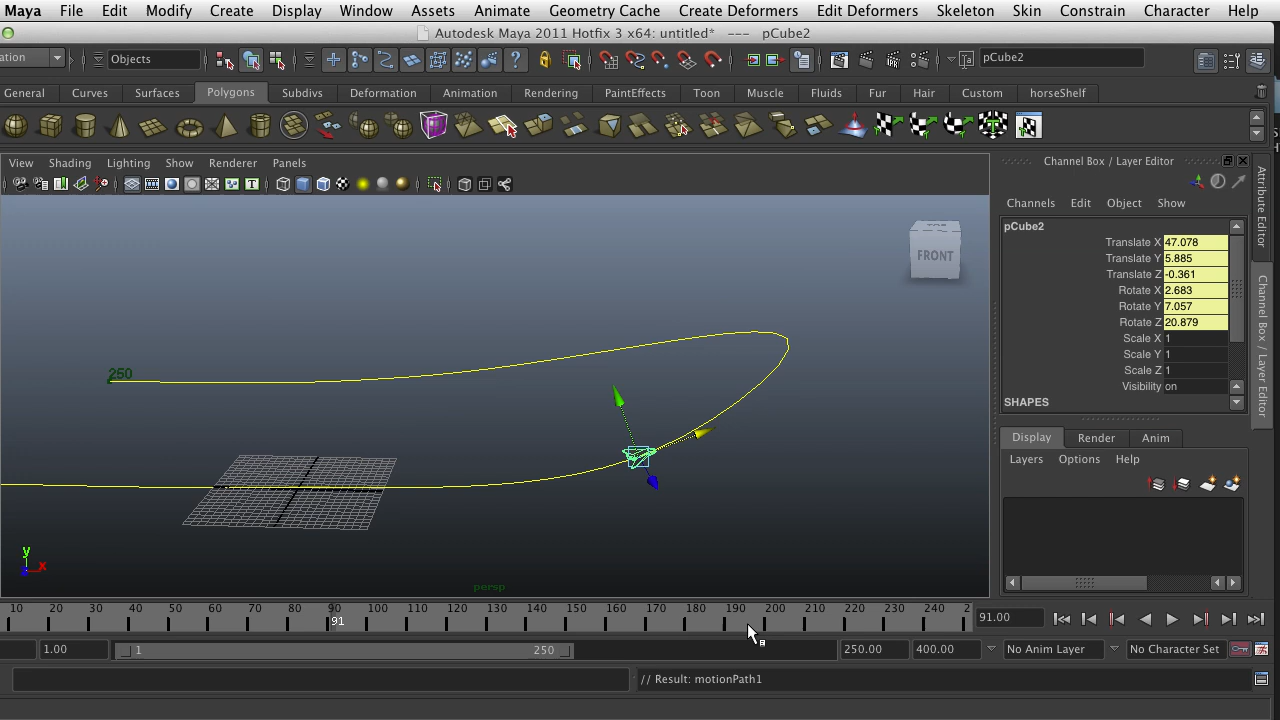 Maya File Edit Modify Create Display Window Assets Animate Geometry Cache Create Deformers Edit Deformers Skeleton Skin Constrain Character Help
Autodesk Maya 2011 Hotfix 3 x64: untitled* --- pCube2
ation Objects pCube2
General Curves Surfaces Polygons Subdivs Deformation Animation Rendering PaintEffects Toon Muscle Fluids Fur Hair Custom horseShelf
View Shading Lighting Show Renderer Panels
Channel Box / Layer Editor
Attribute Editor
Channel Box / Layer Editor
Channels Edit Object Show
pCube2
Translate X 47.078
Translate Y 5.885
Translate Z -0.361
Rotate X 2.683
Rotate Y 7.057
Rotate Z 20.879
Scale X 1
Scale Y 1
Scale Z 1
Visibility on
SHAPES
TOP
FRONT
250
y
x
persp
Display Render Anim
Layers Options Help
10 20 30 40 50 60 70 80 90 100 110 120 130 140 150 160 170 180 190 200 210 220 230 240 2
91
91.00
1.00 1 250 250.00 400.00 No Anim Layer No Character Set
// Result: motionPath1